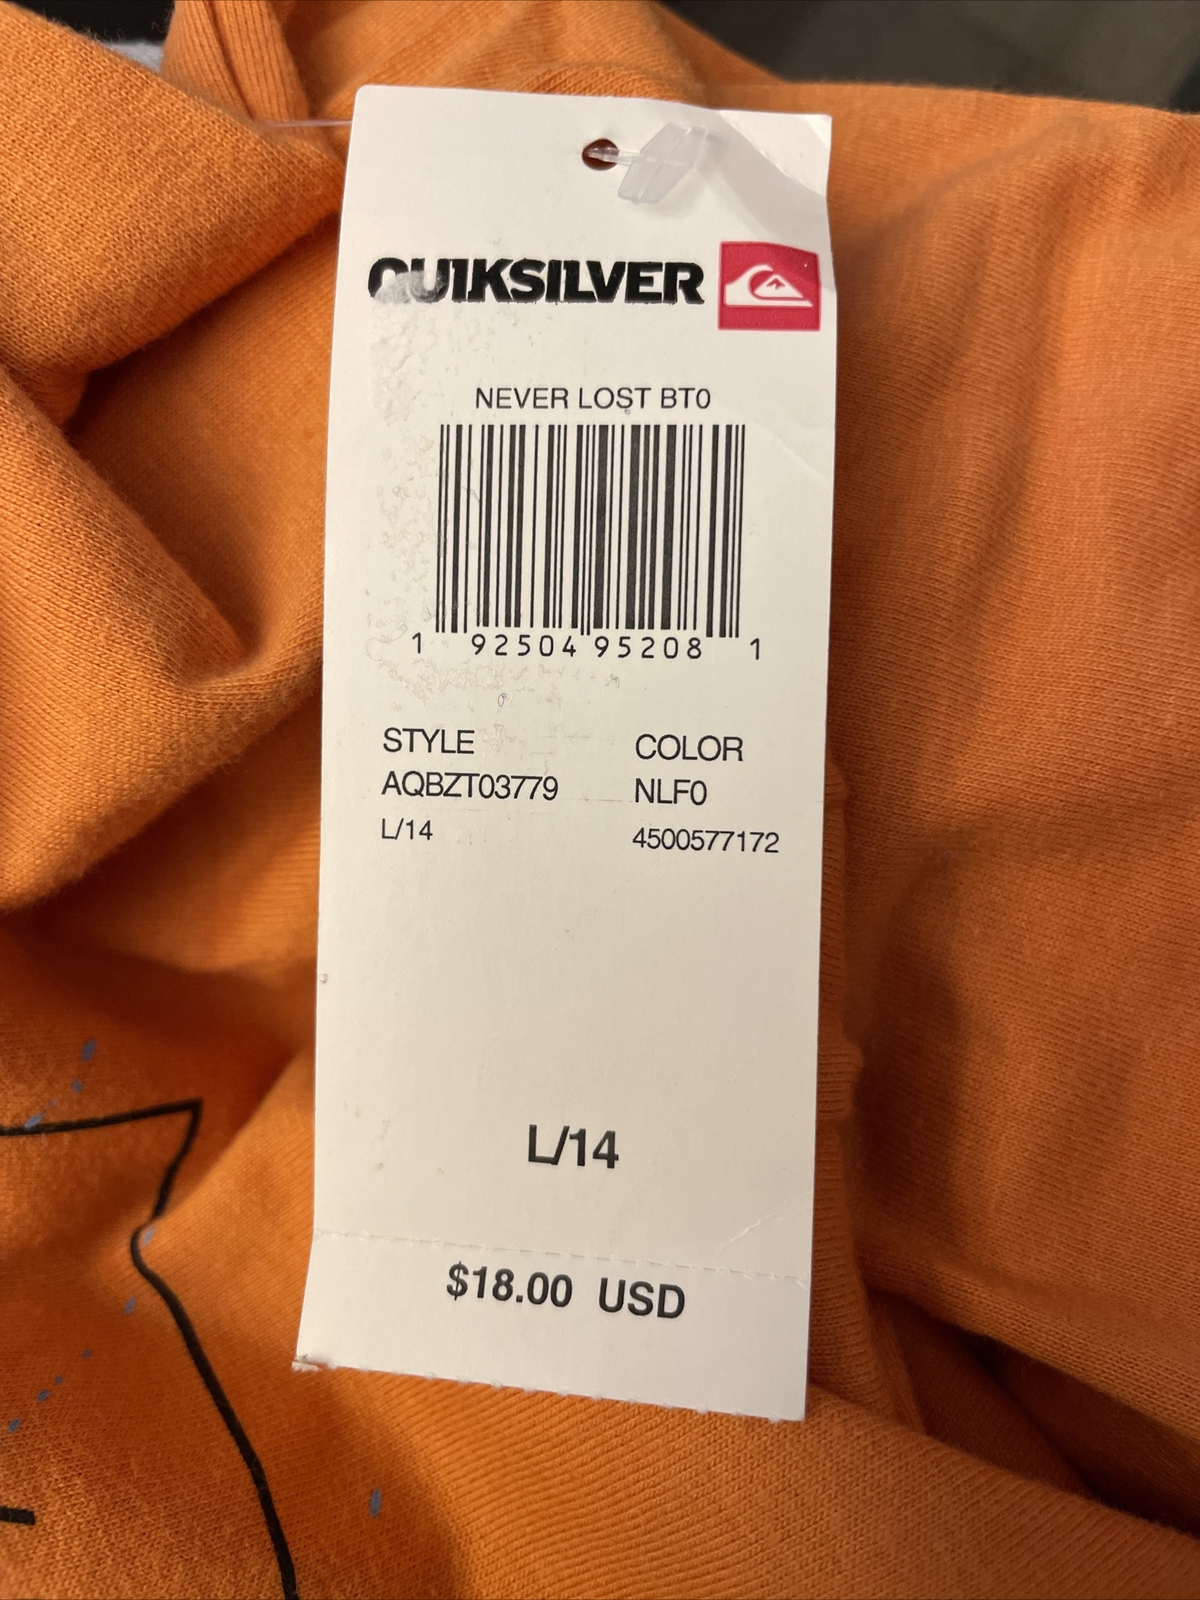 QUIKSILVER
NEVER LOST BT0
1 92504 95208 1
STYLE COLOR
AQBZT03779 NLF0
L/14 4500577172
L/14
$18.00 USD